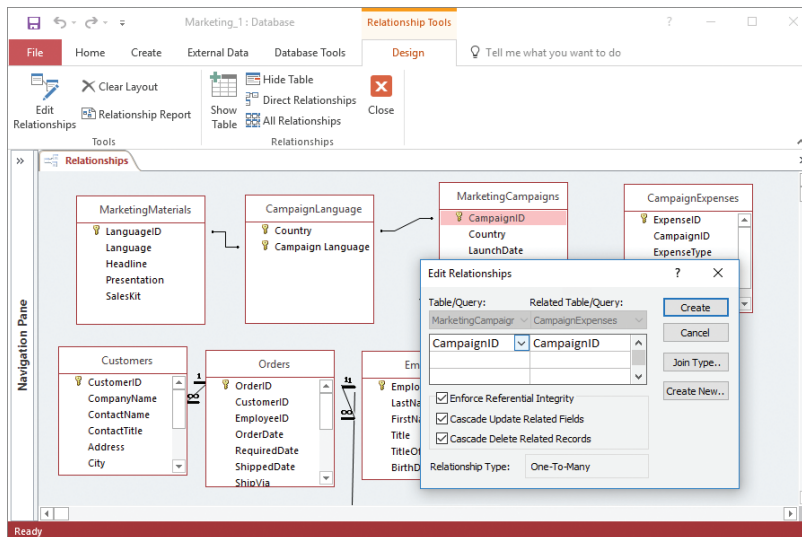 Marketing_1 : Database
Relationship Tools
File Home Create External Data Database Tools Design Tell me what you want to do
Edit Relationships
Clear Layout
Relationship Report
Tools
Show Table
Hide Table
Direct Relationships
All Relationships
Relationships
Close
Relationships
Navigation Pane
MarketingMaterials
LanguageID
Language
Headline
Presentation
SalesKit
CampaignLanguage
Country
Campaign Language
MarketingCampaigns
CampaignID
Country
LaunchDate
CampaignExpenses
ExpenseID
CampaignID
ExpenseType
Customers
CustomerID
CompanyName
ContactName
ContactTitle
Address
City
1
∞
Orders
OrderID
CustomerID
EmployeeID
OrderDate
RequiredDate
ShippedDate
ShipVia
11
∞
Em
Emplo
LastNa
FirstNa
Title
TitleOf
BirthD
Edit Relationships
?
Table/Query: Related Table/Query:
MarketingCampaigr CampaignExpenses
CampaignID CampaignID
Enforce Referential Integrity
Cascade Update Related Fields
Cascade Delete Related Records
Relationship Type: One-To-Many
Create
Cancel
Join Type..
Create New..
Ready